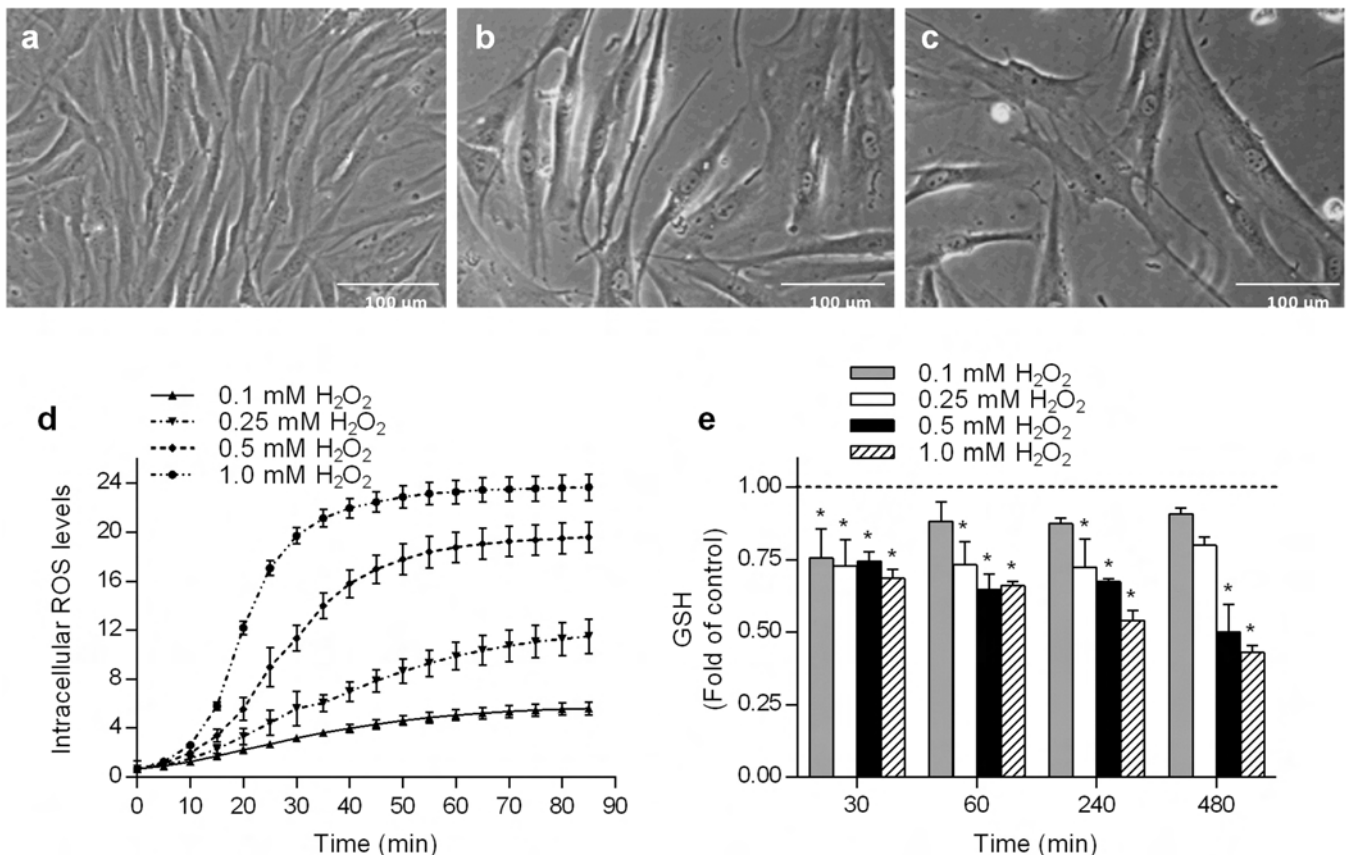 a
b
c
100 µm
100 µm
100 µm
d
0.1 mM H₂O₂
0.25 mM H₂O₂
0.5 mM H₂O₂
1.0 mM H₂O₂
Intracellular ROS levels
24
20
16
12
8
4
0
0 10 20 30 40 50 60 70 80 90
Time (min)
e
0.1 mM H₂O₂
0.25 mM H₂O₂
0.5 mM H₂O₂
1.0 mM H₂O₂
GSH
(Fold of control)
1.00
0.75
0.50
0.25
0.00
* * * *
* * *
* * *
* *
30 60 240 480
Time (min)